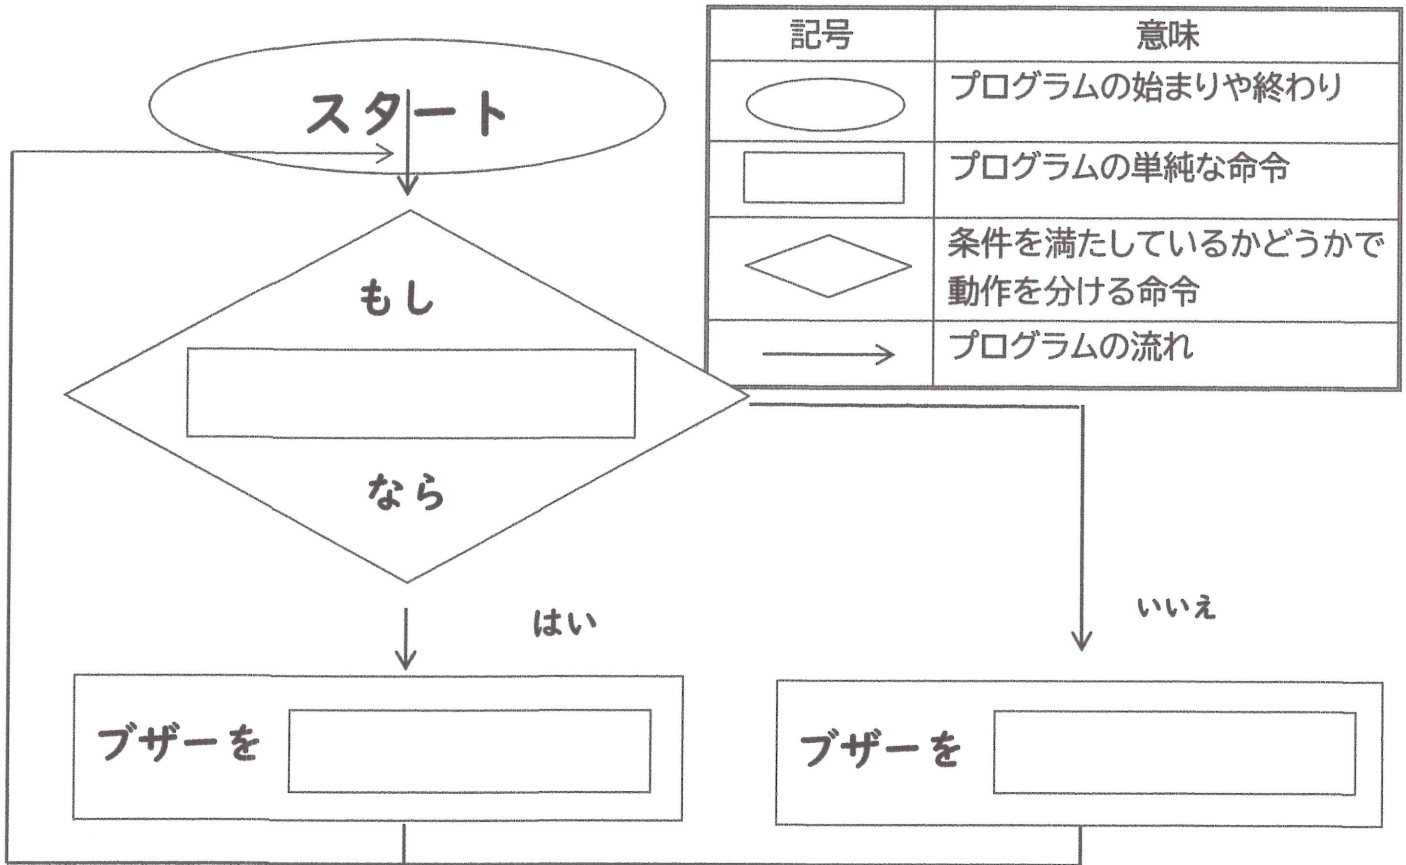 スタート
もし
なら
はい
いいえ
ブザーを
ブザーを
記号 意味
プログラムの始まりや終わり
プログラムの単純な命令
条件を満たしているかどうかで
動作を分ける命令
プログラムの流れ